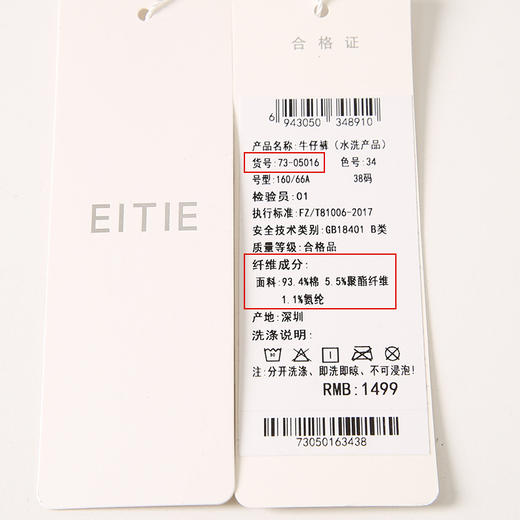 EITIE
合格证
6 943050 348910
产品名称:牛仔裤（水洗产品）
货号:73-05016 色号:34
号型:160/66A 38码
检验员:01
执行标准:FZ/T81006-2017
安全技术类别:GB18401 B类
质量等级:合格品
纤维成分:
面料:93.4%棉 5.5%聚酯纤维
1.1%氨纶
产地:深圳
洗涤说明:
注:分开洗涤、即洗即晾、不可浸泡!
RMB:1499
73050163438